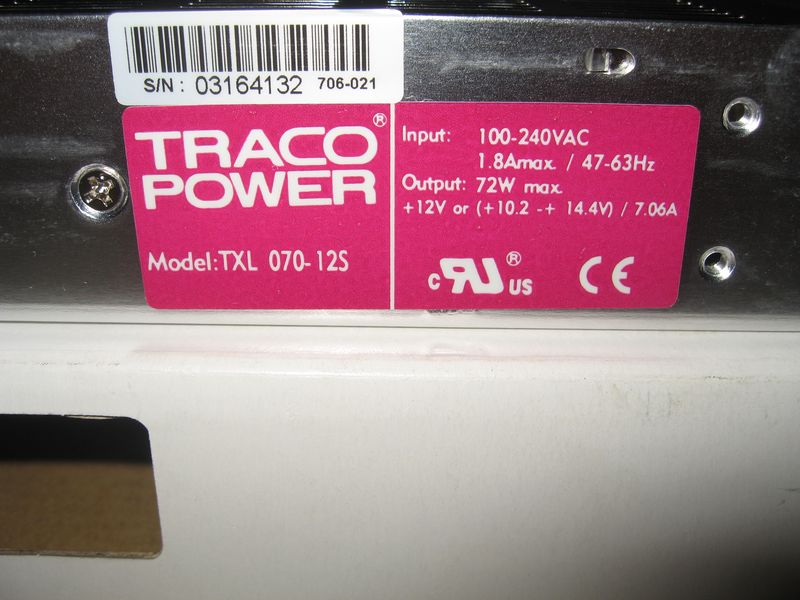 S/N : 03164132 706-021
TRACO®
POWER
Model:TXL 070-12S
Input: 100-240VAC
1.8Amax. / 47-63Hz
Output: 72W max.
+12V or (+10.2 -+ 14.4V) / 7.06A
c RU® US CE